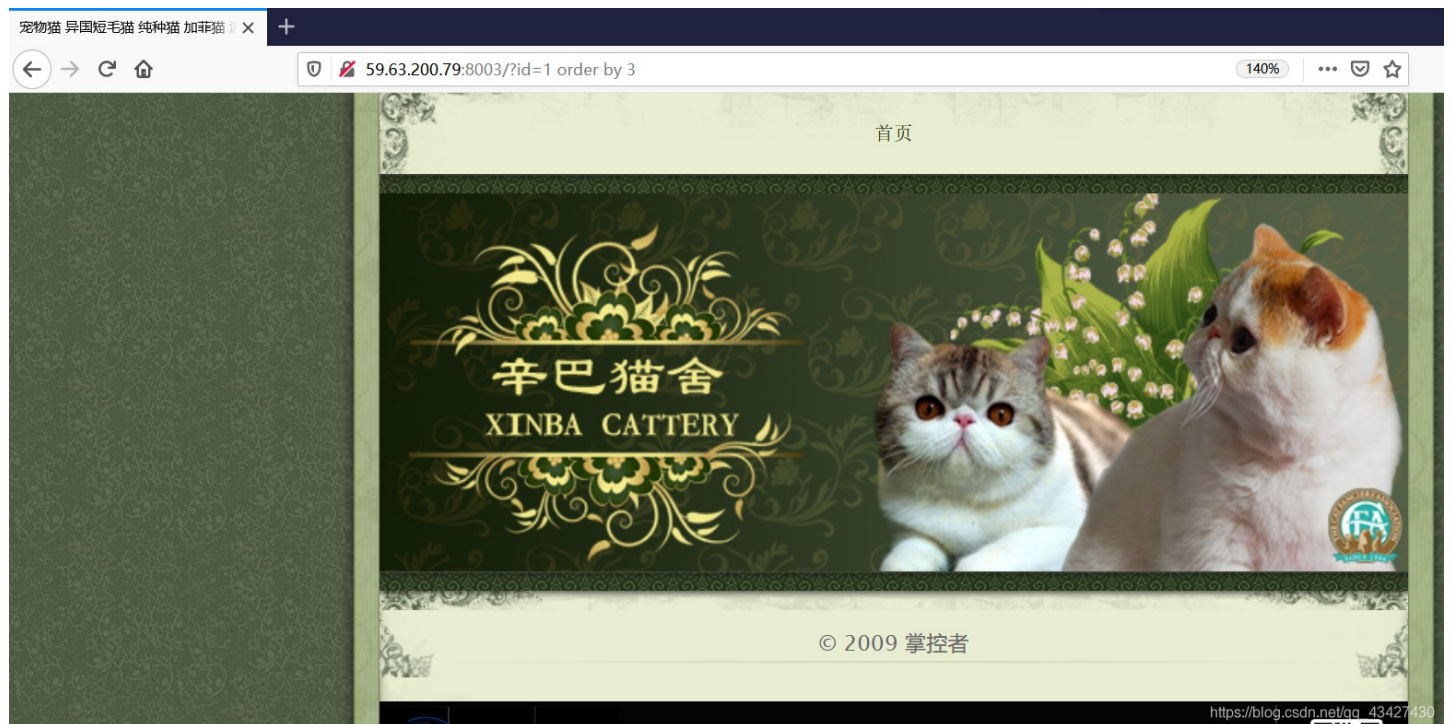 宠物猫 异国短毛猫 纯种猫 加菲猫
59.63.200.79:8003/?id=1 order by 3
140%
首页
辛巴猫舍
XINBA CATTERY
© 2009 掌控者
https://blog.csdn.net/qq_43427430